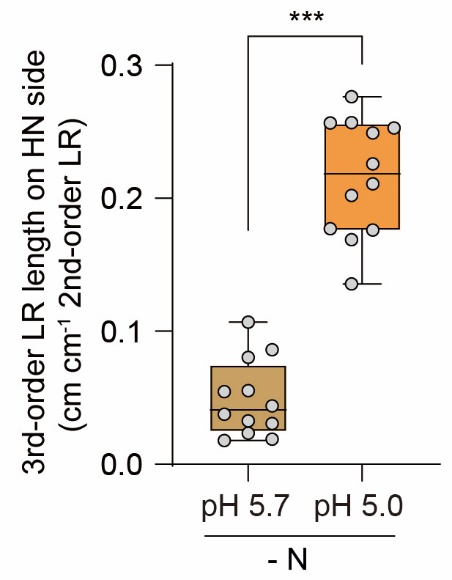 ***
3rd-order LR length on HN side
(cm cm⁻¹ 2nd-order LR)
0.3
0.2
0.1
0.0
pH 5.7 pH 5.0
- N